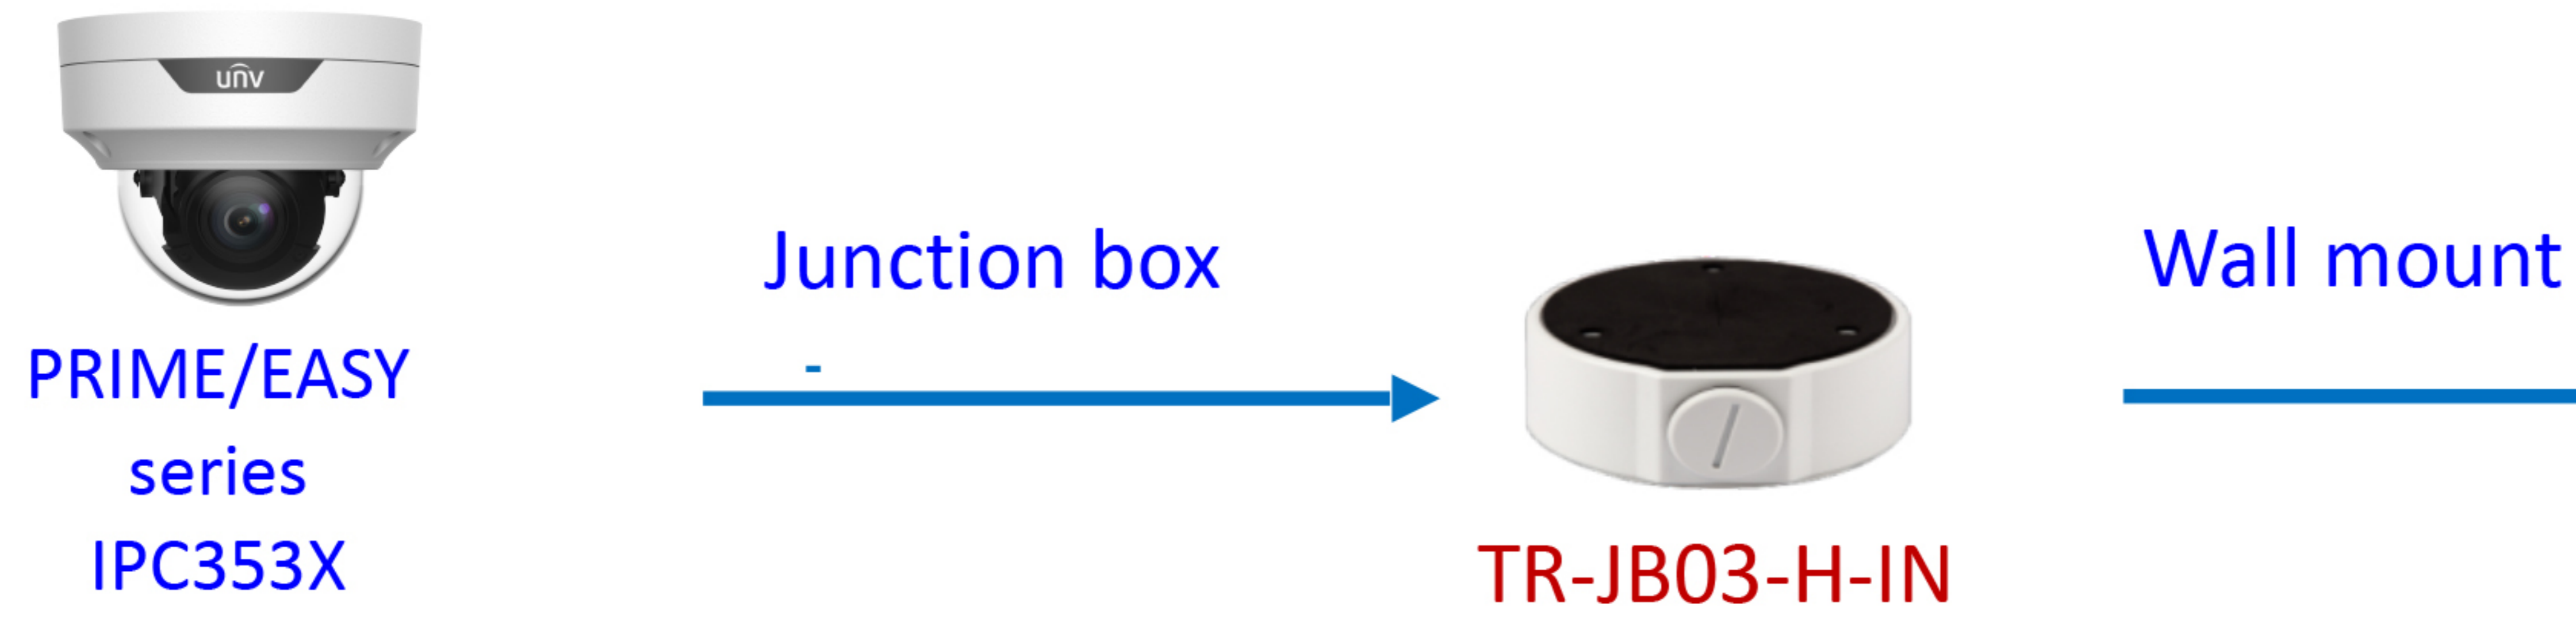 unv
PRIME/EASY
series
IPC353X
Junction box
-
TR-JB03-H-IN
Wall mount